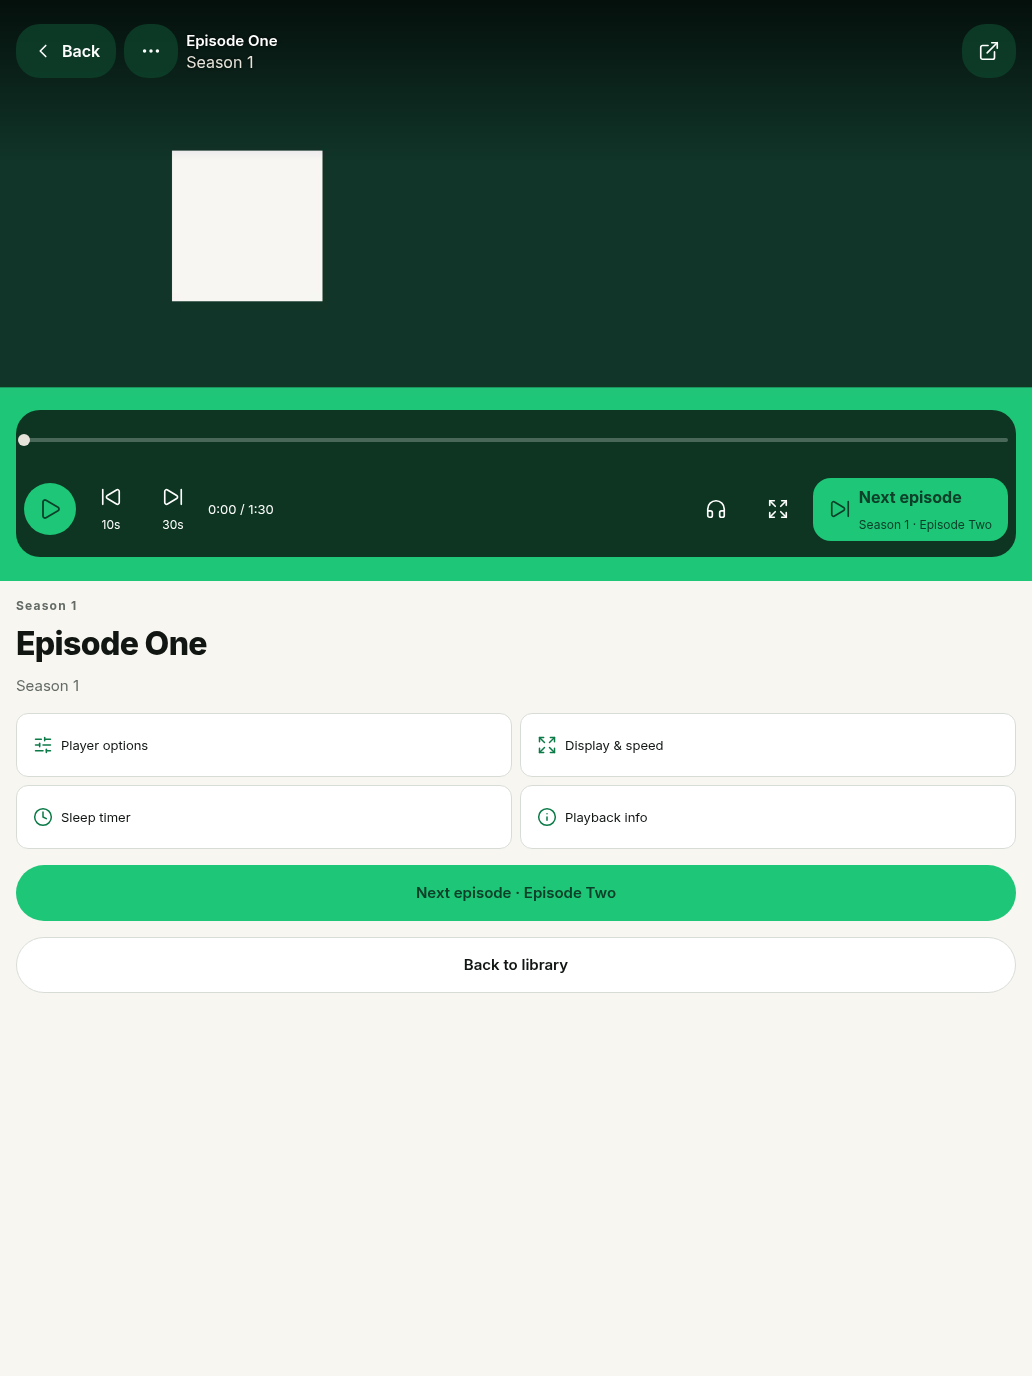 Back
Episode One
Season 1
10s
30s
0:00 / 1:30
Next episode
Season 1 · Episode Two
Season 1
Episode One
Season 1
Player options
Display & speed
Sleep timer
Playback info
Next episode · Episode Two
Back to library